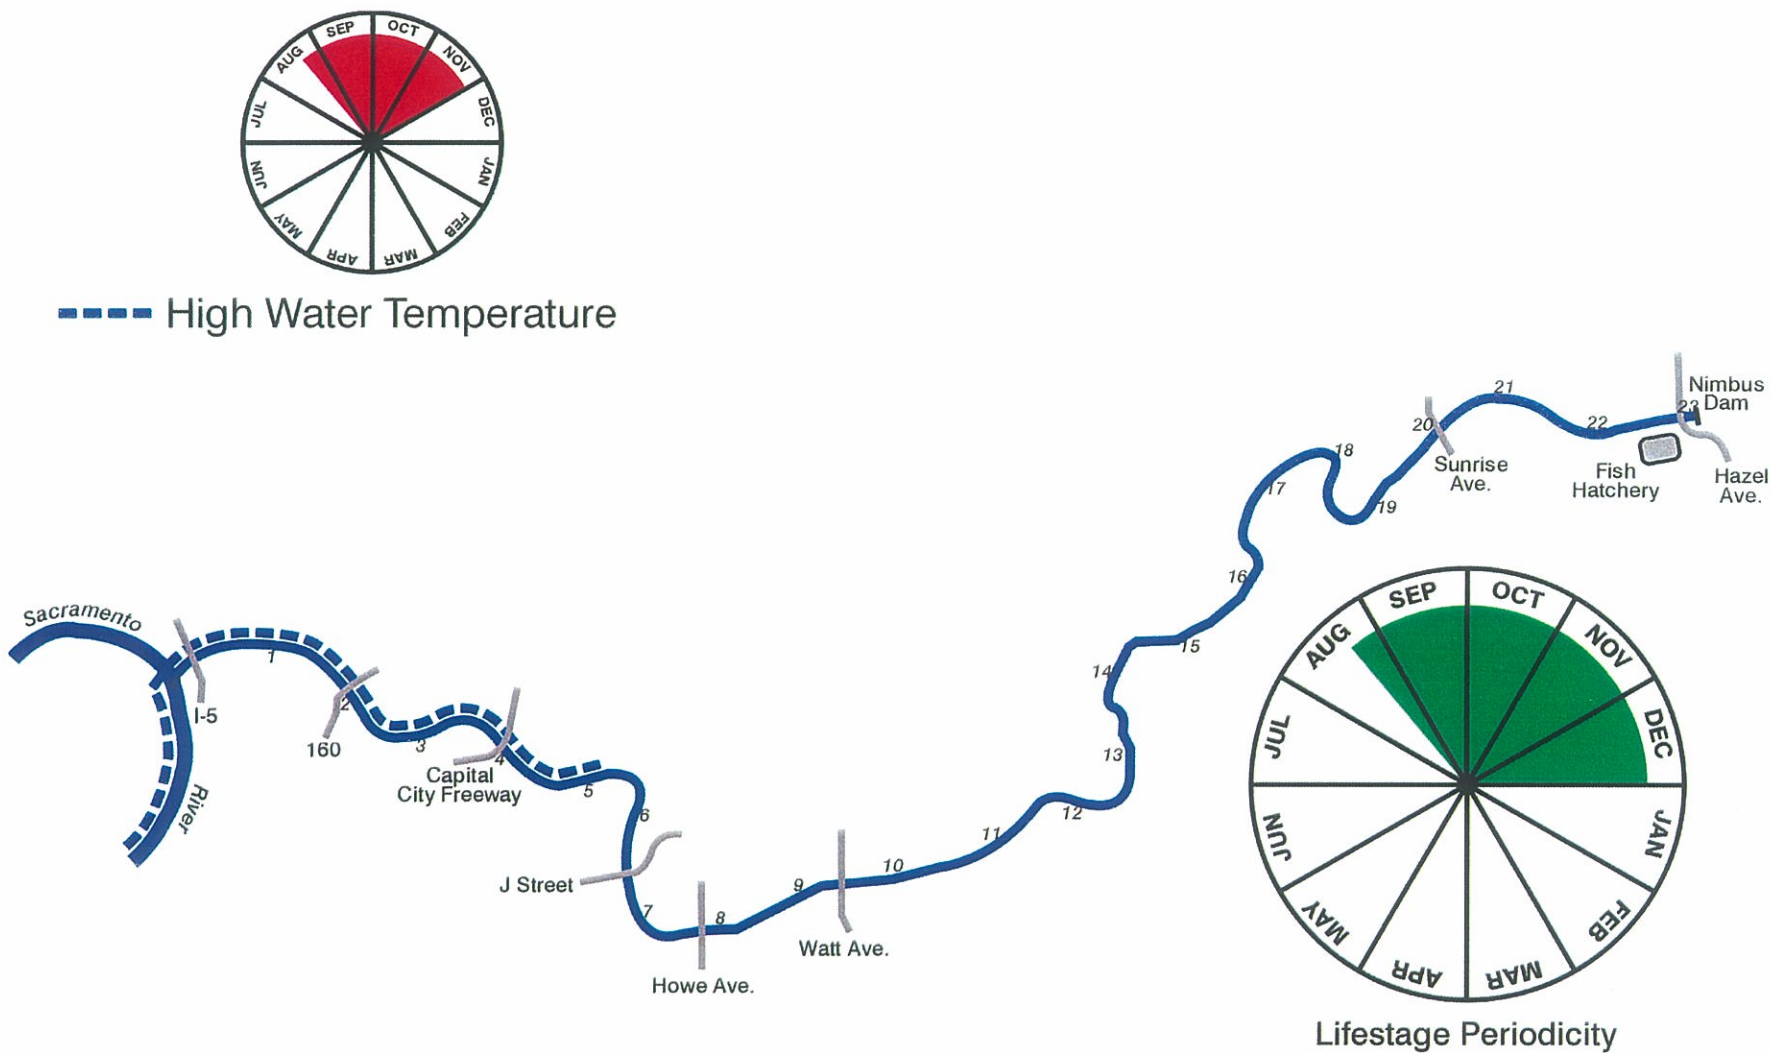 SEP
OCT
NOV
DEC
JAN
FEB
MAR
APR
MAY
JUN
JUL
AUG
High Water Temperature
Sacramento
River
I-5
1
160
2
3
Capital
City Freeway
4
5
6
J Street
7
Howe Ave.
8
9
Watt Ave.
10
11
12
13
14
15
16
17
18
19
20
Sunrise
Ave.
21
22
Fish
Hatchery
23
Nimbus
Dam
Hazel
Ave.
SEP
OCT
NOV
DEC
JAN
FEB
MAR
APR
MAY
JUN
JUL
AUG
Lifestage Periodicity